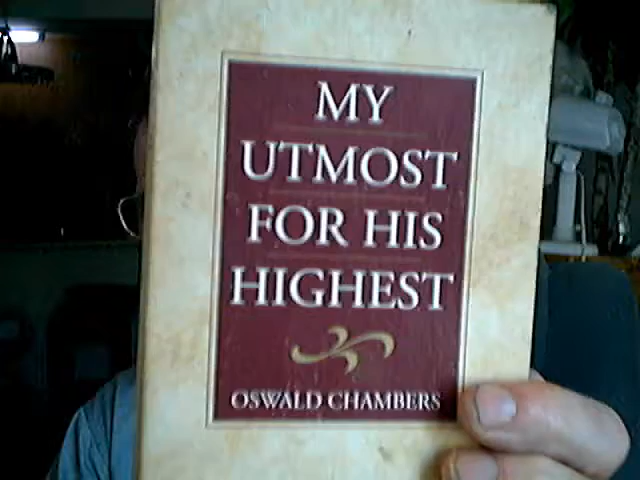 MY
UTMOST
FOR HIS
HIGHEST
OSWALD CHAMBERS